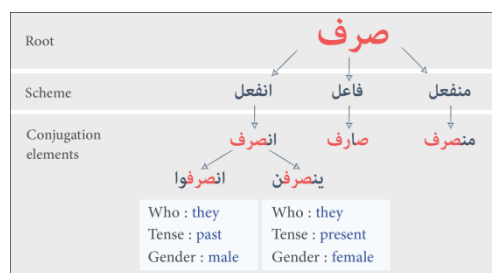 Root
صرف
Scheme
منفعل فاعل انفعل
Conjugation elements
منصرف صارف انصرف
ينصرفن انصرفوا
Who : they
Tense : past
Gender : male
Who : they
Tense : present
Gender : female